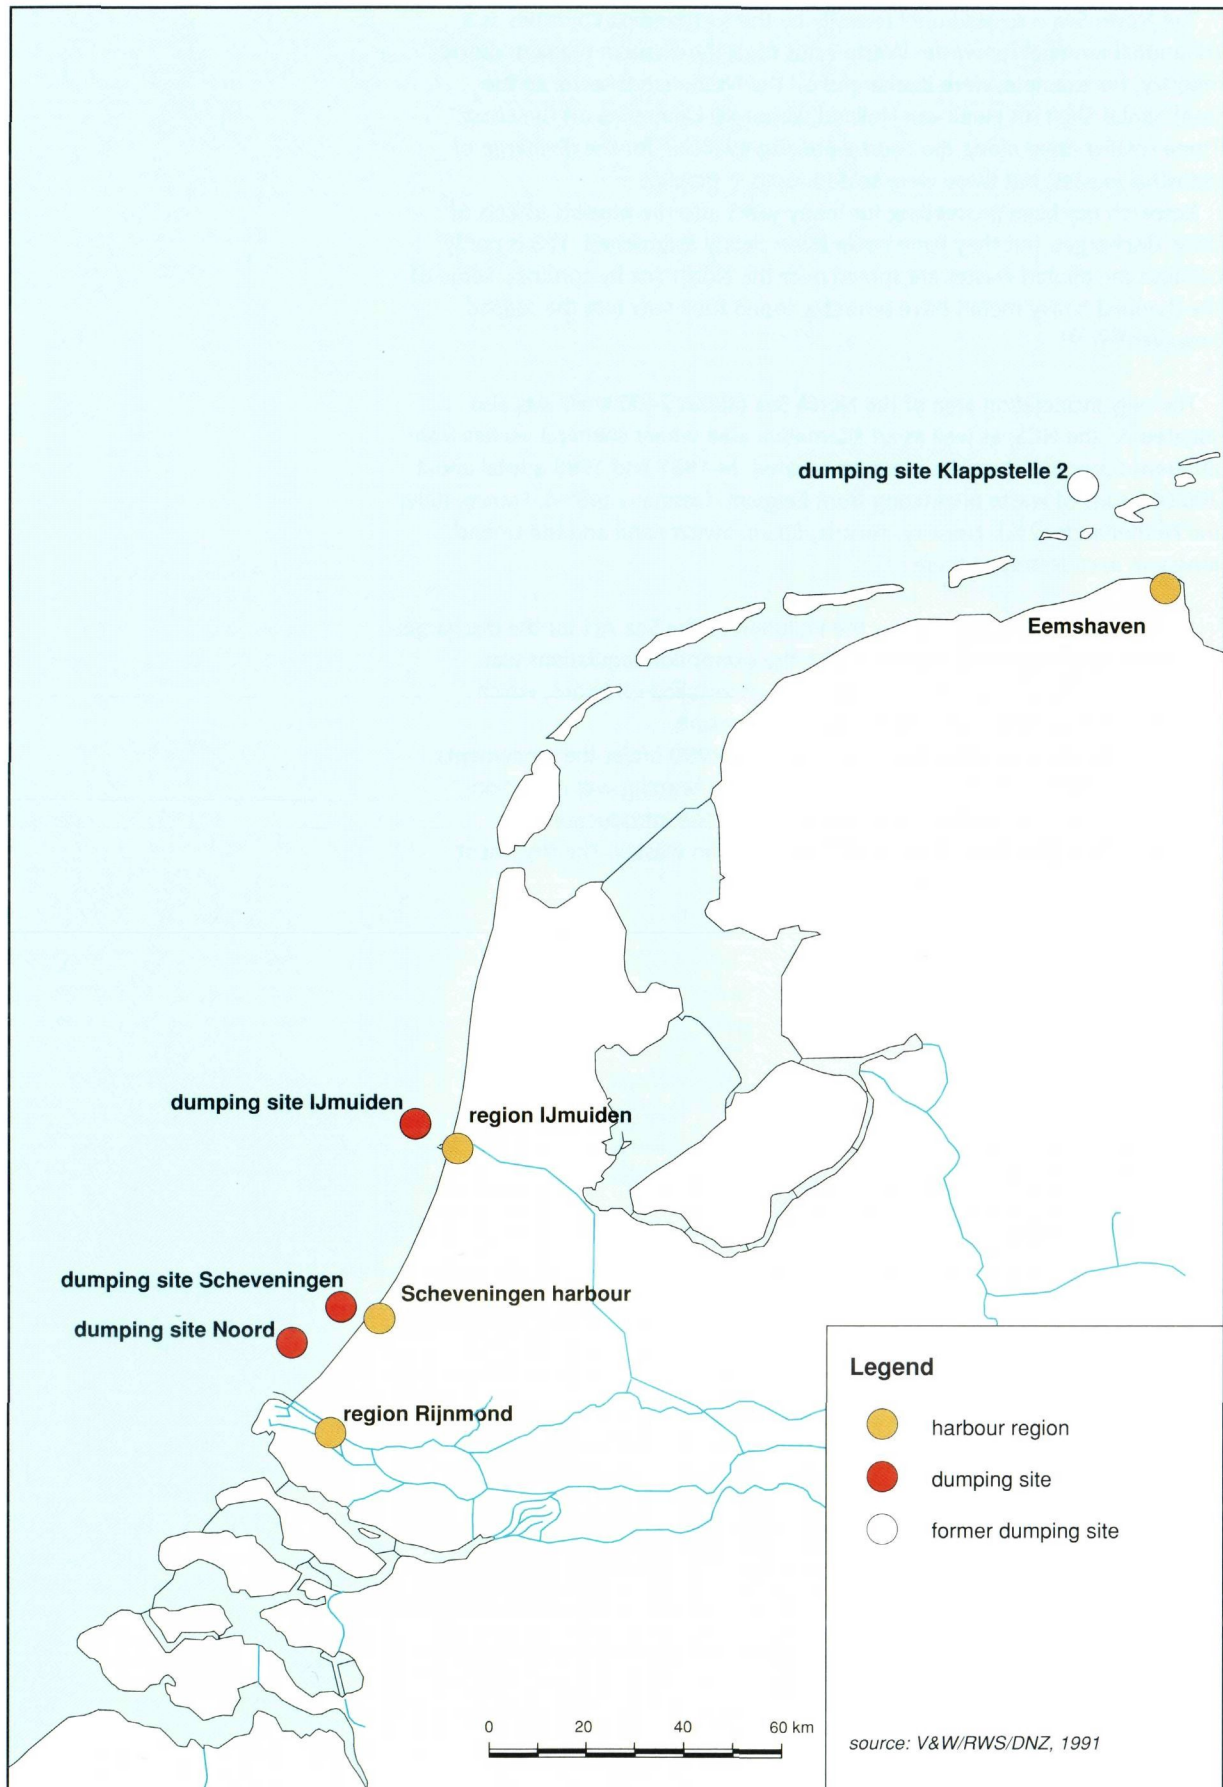 dumping site Klappstelle 2
Eemshaven
dumping site IJmuiden
region IJmuiden
dumping site Scheveningen
Scheveningen harbour
dumping site Noord
region Rijnmond
Legend
harbour region
dumping site
former dumping site
0 20 40 60 km
source: V&W/RWS/DNZ, 1991